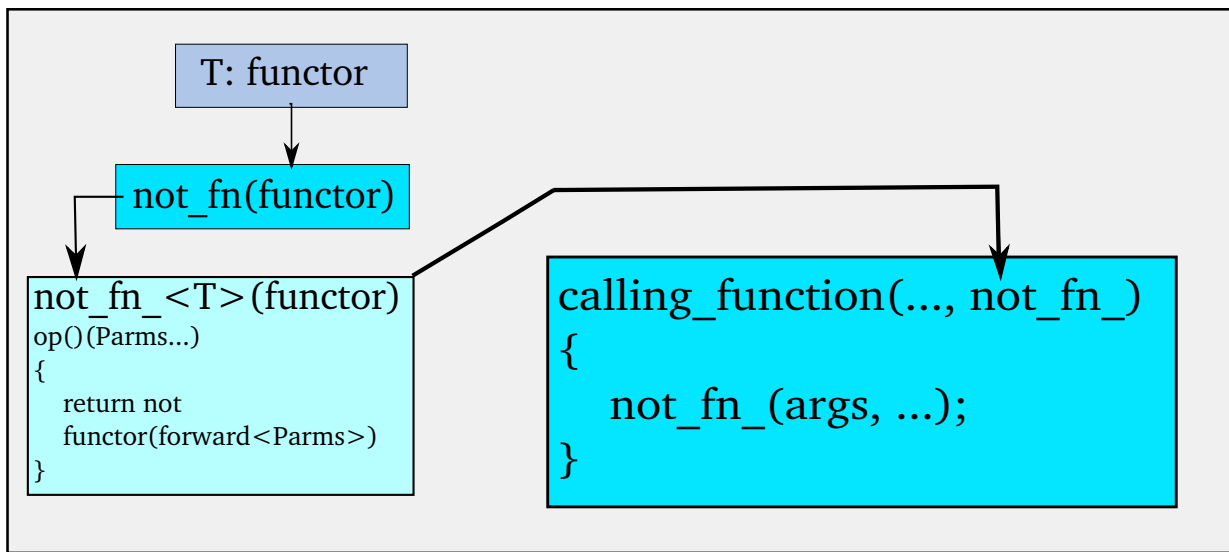 T: functor
not_fn(functor)
not_fn_<T>(functor)
op()(Parms...)
{
return not
functor(forward<Parms>)
}
calling_function(..., not_fn_)
{
not_fn_(args, ...);
}